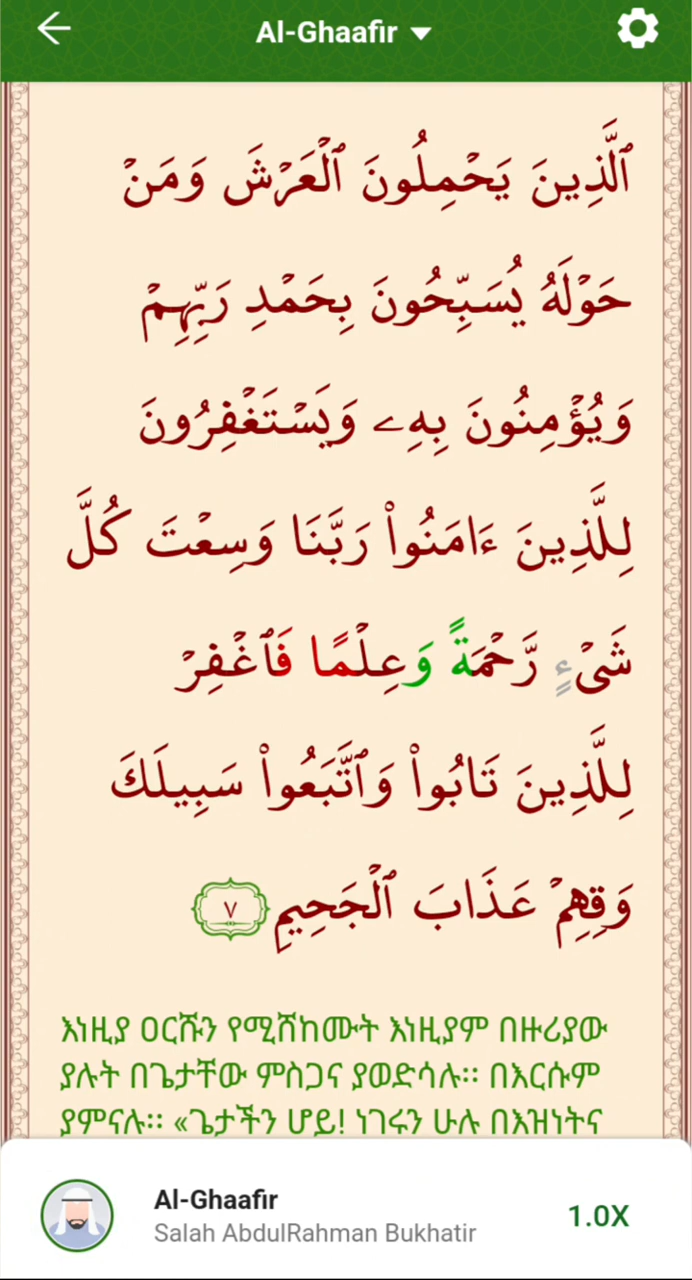 Al-Ghaafir
ٱلَّذِينَ يَحْمِلُونَ ٱلْعَرْشَ وَمَنْ
حَوْلَهُ يُسَبِّحُونَ بِحَمْدِ رَبِّهِمْ
وَيُؤْمِنُونَ بِهِۦ وَيَسْتَغْفِرُونَ
لِلَّذِينَ ءَامَنُوا۟ رَبَّنَا وَسِعْتَ كُلَّ
شَىْءٍ رَّحْمَةً وَعِلْمًا فَٱغْفِرْ
لِلَّذِينَ تَابُوا۟ وَٱتَّبَعُوا۟ سَبِيلَكَ
وَقِهِمْ عَذَابَ ٱلْجَحِيمِ ٧
እነዚያ ዐርሹን የሚሸከሙት እነዚያም በዙሪያው
ያሉት በጌታቸው ምስጋና ያወድሳሉ፡፡ በእርሱም
ያምናሉ፡፡ «ጌታችን ሆይ! ነገሩን ሁሉ በእዝነትና
Al-Ghaafir
Salah AbdulRahman Bukhatir
1.0X